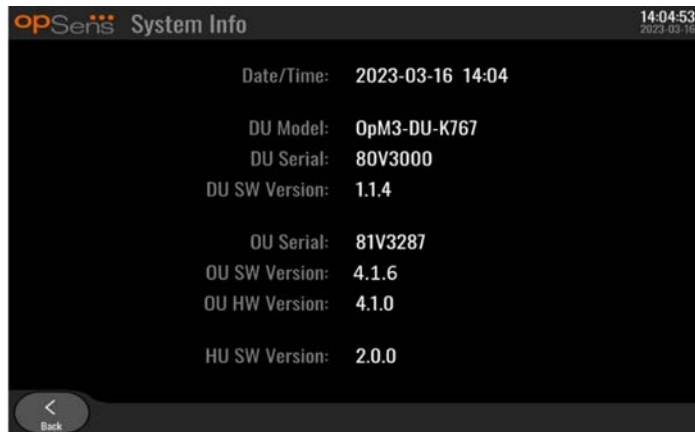 opSens System Info
14:04:53
2023-03-16
Date/Time: 2023-03-16 14:04
DU Model: OpM3-DU-K767
DU Serial: 80V3000
DU SW Version: 1.1.4
OU Serial: 81V3287
OU SW Version: 4.1.6
OU HW Version: 4.1.0
HU SW Version: 2.0.0
Back